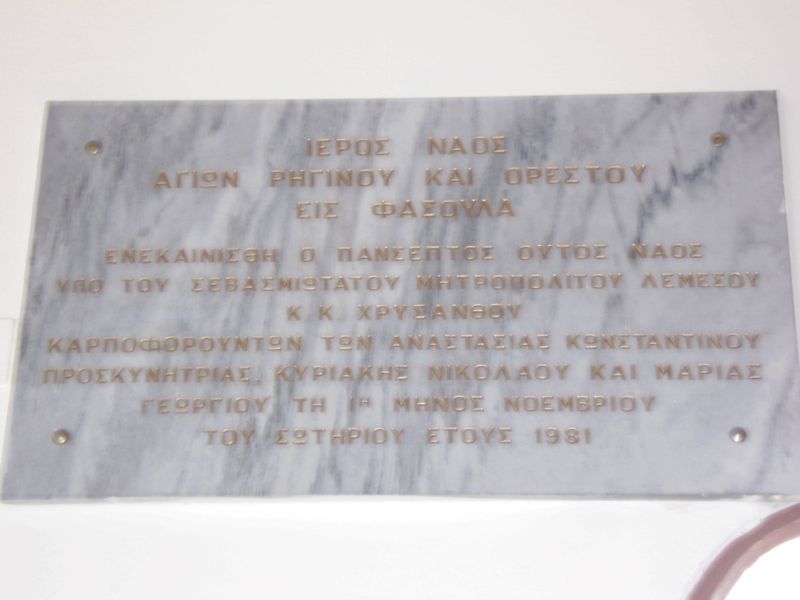 ΙΕΡΟΣ ΝΑΟΣ
ΑΓΙΩΝ ΡΗΓΙΝΟΥ ΚΑΙ ΟΡΕΣΤΟΥ
ΕΙΣ ΦΑΣΟΥΛΑ
ΕΝΕΚΑΙΝΙΣΘΗ Ο ΠΑΝΣΕΠΤΟΣ ΟΥΤΟΣ ΝΑΟΣ
ΥΠΟ ΤΟΥ ΣΕΒΑΣΜΙΩΤΑΤΟΥ ΜΗΤΡΟΠΟΛΙΤΟΥ ΛΕΜΕΣΟΥ
Κ.Κ. ΧΡΥΣΑΝΘΟΥ
ΚΑΡΠΟΦΟΡΟΥΝΤΩΝ ΤΩΝ ΑΝΑΣΤΑΣΙΑΣ ΚΩΝΣΤΑΝΤΙΝΟΥ
ΠΡΟΣΚΥΝΗΤΡΙΑΣ, ΚΥΡΙΑΚΗΣ ΝΙΚΟΛΑΟΥ ΚΑΙ ΜΑΡΙΑΣ
ΓΕΩΡΓΙΟΥ ΤΗ 1η ΜΗΝΟΣ ΝΟΕΜΒΡΙΟΥ
ΤΟΥ ΣΩΤΗΡΙΟΥ ΕΤΟΥΣ 1981